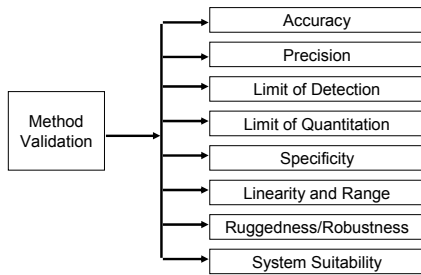 Accuracy
Precision
Limit of Detection
Method
Validation
Limit of Quantitation
Specificity
Linearity and Range
Ruggedness/Robustness
System Suitability